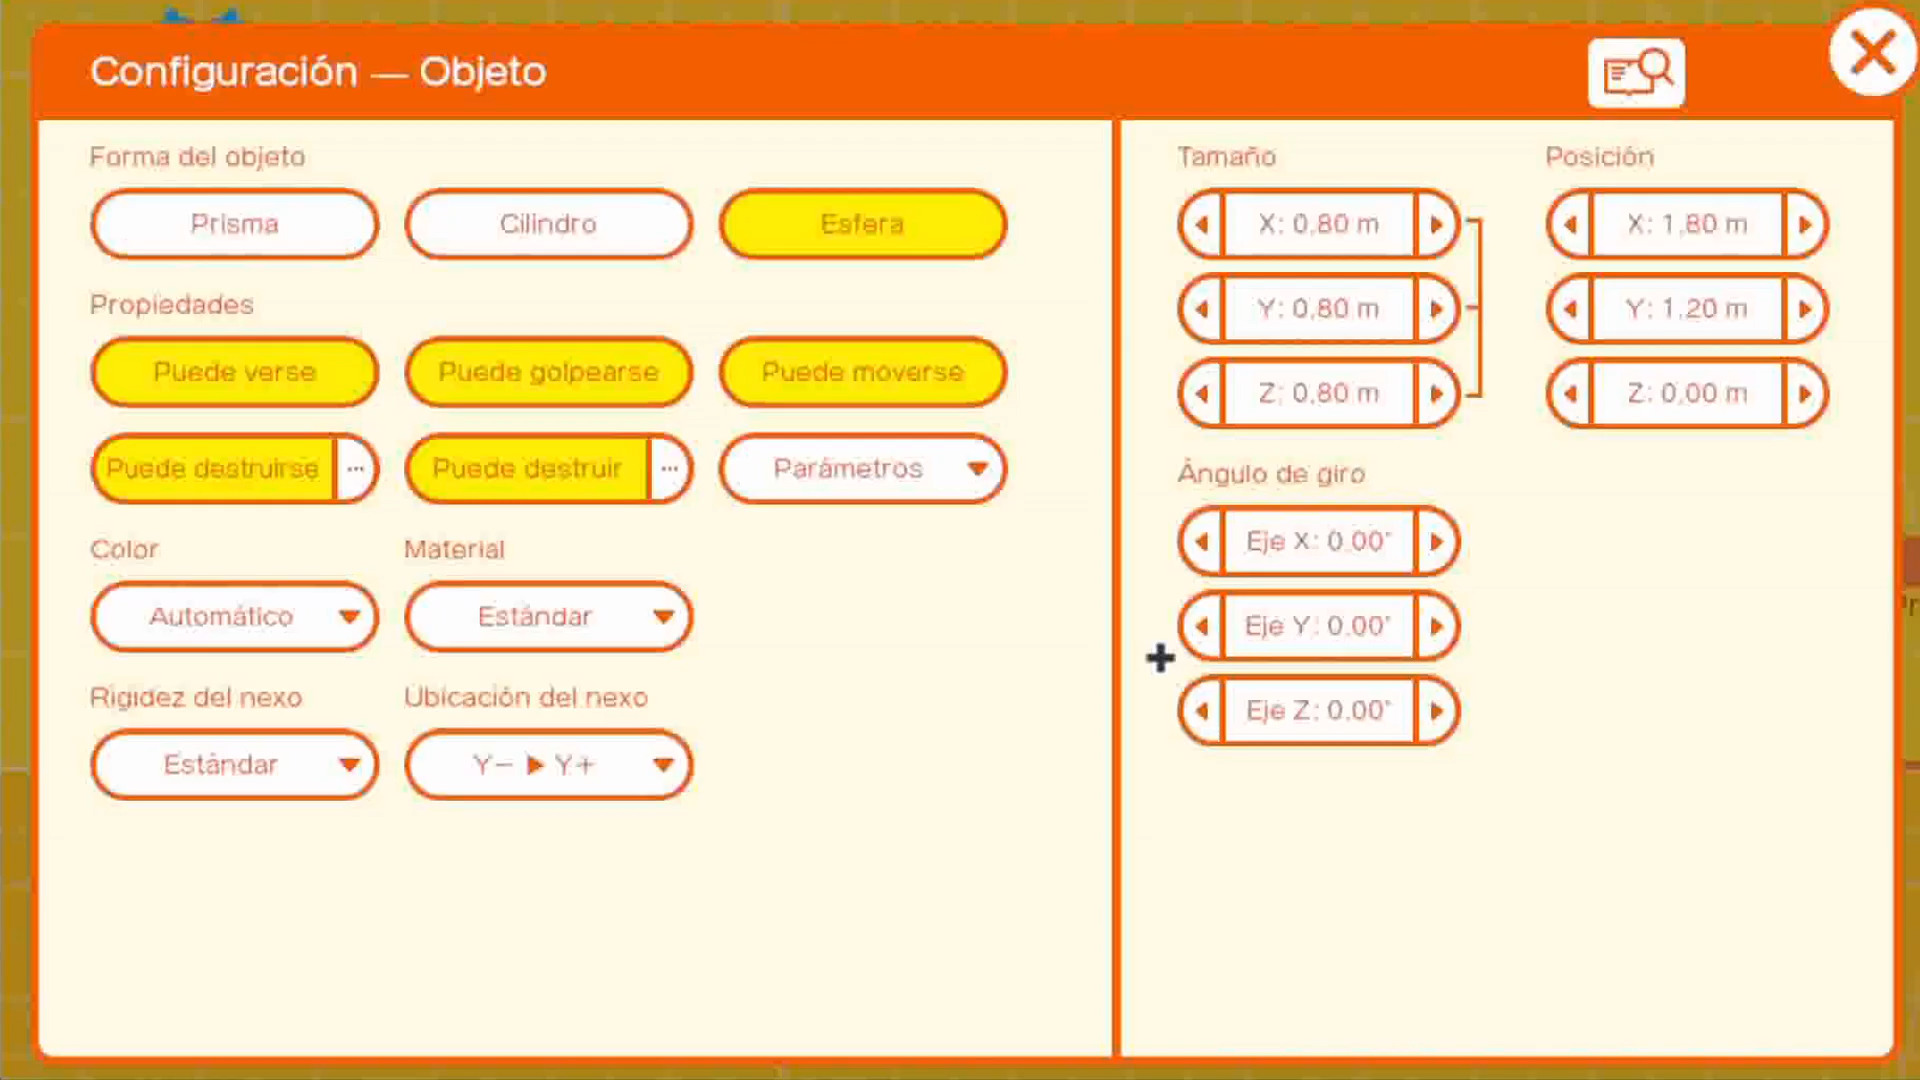 Configuración — Objeto
Forma del objeto
Prisma
Cilindro
Esfera
Propiedades
Puede verse
Puede golpearse
Puede moverse
Puede destruirse
...
Puede destruir
...
Parámetros
Color
Material
Automático
Estándar
Rigidez del nexo
Ubicación del nexo
Estándar
Y− ▶ Y+
Tamaño
X: 0,80 m
Y: 0,80 m
Z: 0,80 m
Posición
X: 1,80 m
Y: 1,20 m
Z: 0,00 m
Ángulo de giro
Eje X: 0,00°
Eje Y: 0,00°
Eje Z: 0,00°